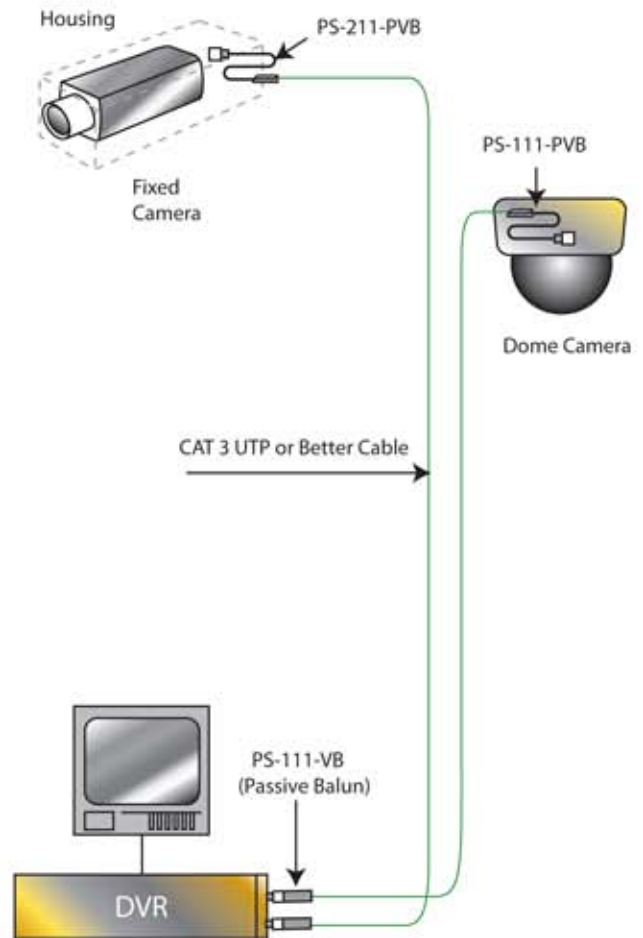 Housing
PS-211-PVB
Fixed
Camera
PS-111-PVB
Dome Camera
CAT 3 UTP or Better Cable
PS-111-VB
(Passive Balun)
DVR